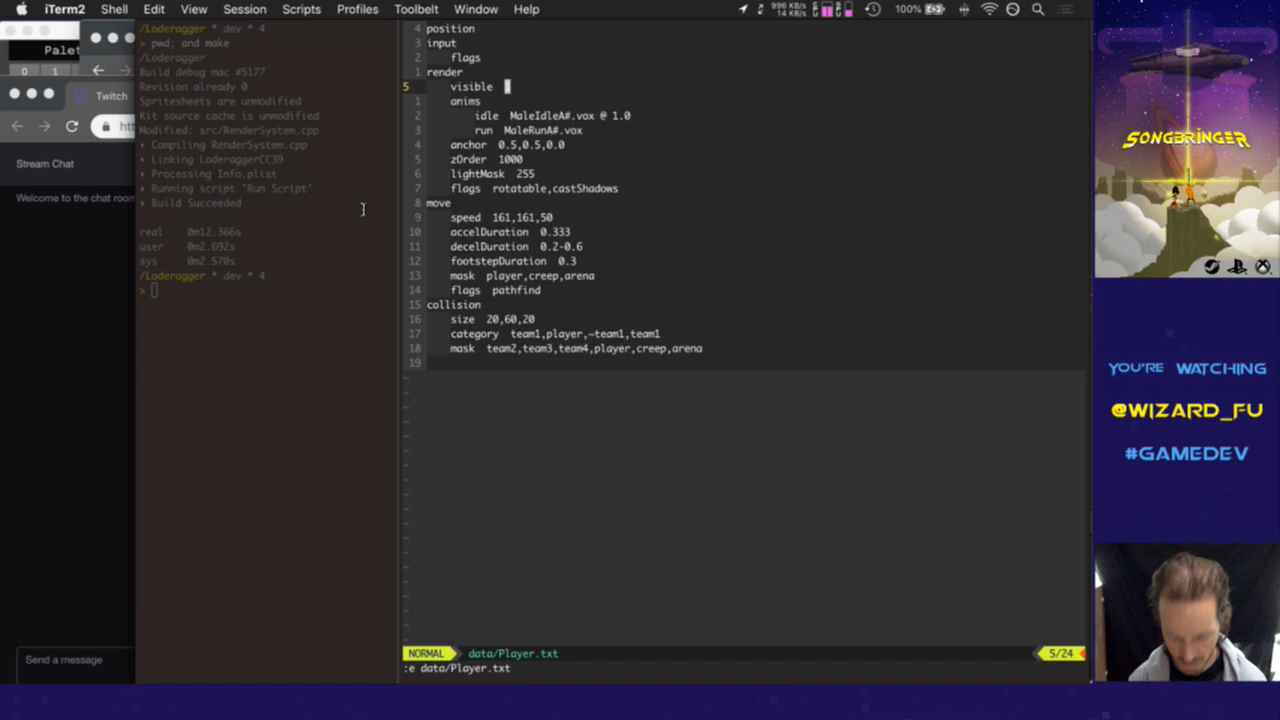 iTerm2 Shell Edit View Session Scripts Profiles Toolbelt Window Help
996 KB/s
14 KB/s
100%
Palet
0 1
Twitch
htt
Stream Chat
Welcome to the chat room
Send a message
/Loderagger * dev * 4
> pwd; and make
/Loderagger
Build debug mac #5177
Revision already 0
Spritesheets are unmodified
Kit source cache is unmodified
Modified: src/RenderSystem.cpp
Compiling RenderSystem.cpp
Linking LoderaggerCC39
Processing Info.plist
Running script 'Run Script'
Build Succeeded
real 0m12.366s
user 0m2.692s
sys 0m2.570s
/Loderagger * dev * 4
>
4 position
3 input
2 flags
1 render
5 visible
1 anims
2 idle MaleIdleA#.vox @ 1.0
3 run MaleRunA#.vox
4 anchor 0.5,0.5,0.0
5 zOrder 1000
6 lightMask 255
7 flags rotatable,castShadows
8 move
9 speed 161,161,50
10 accelDuration 0.333
11 decelDuration 0.2-0.6
12 footstepDuration 0.3
13 mask player,creep,arena
14 flags pathfind
15 collision
16 size 20,60,20
17 category team1,player,~team1,team1
18 mask team2,team3,team4,player,creep,arena
19
NORMAL data/Player.txt 5/24
:e data/Player.txt
SONGBRINGER
YOU'RE WATCHING
@WIZARD_FU
#GAMEDEV